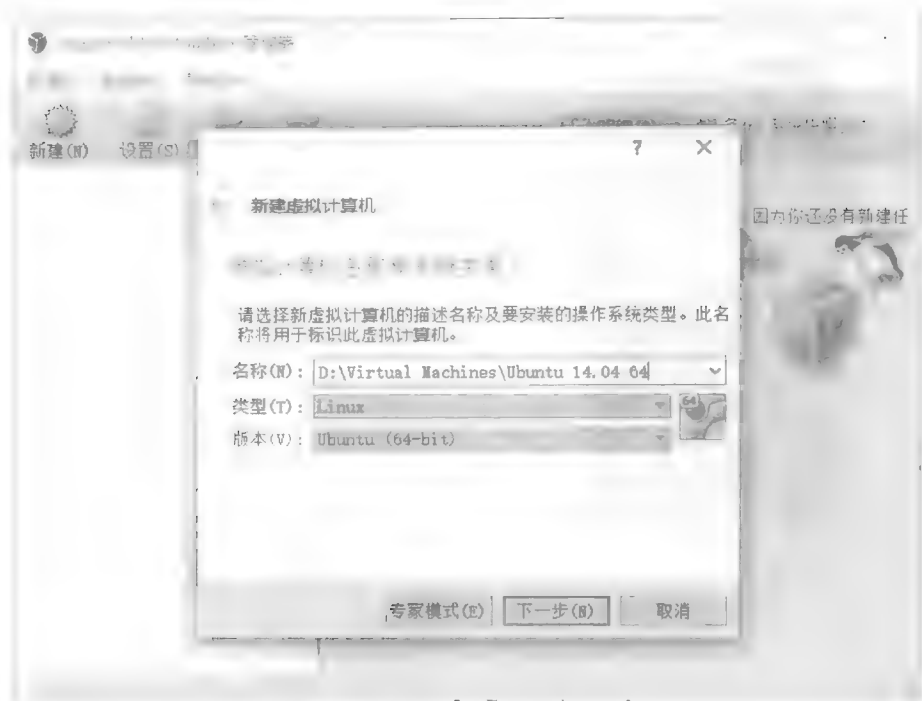 新建(N) 设置(S)
? ×
因为你还没有新建任
新建虚拟计算机
请选择新虚拟计算机的描述名称及要安装的操作系统类型。此名
称将用于标识此虚拟计算机。
名称(N): D:\Virtual Machines\Ubuntu 14.04 64
类型(T): Linux
64
版本(V): Ubuntu (64-bit)
专家模式(E) 下一步(N) 取消